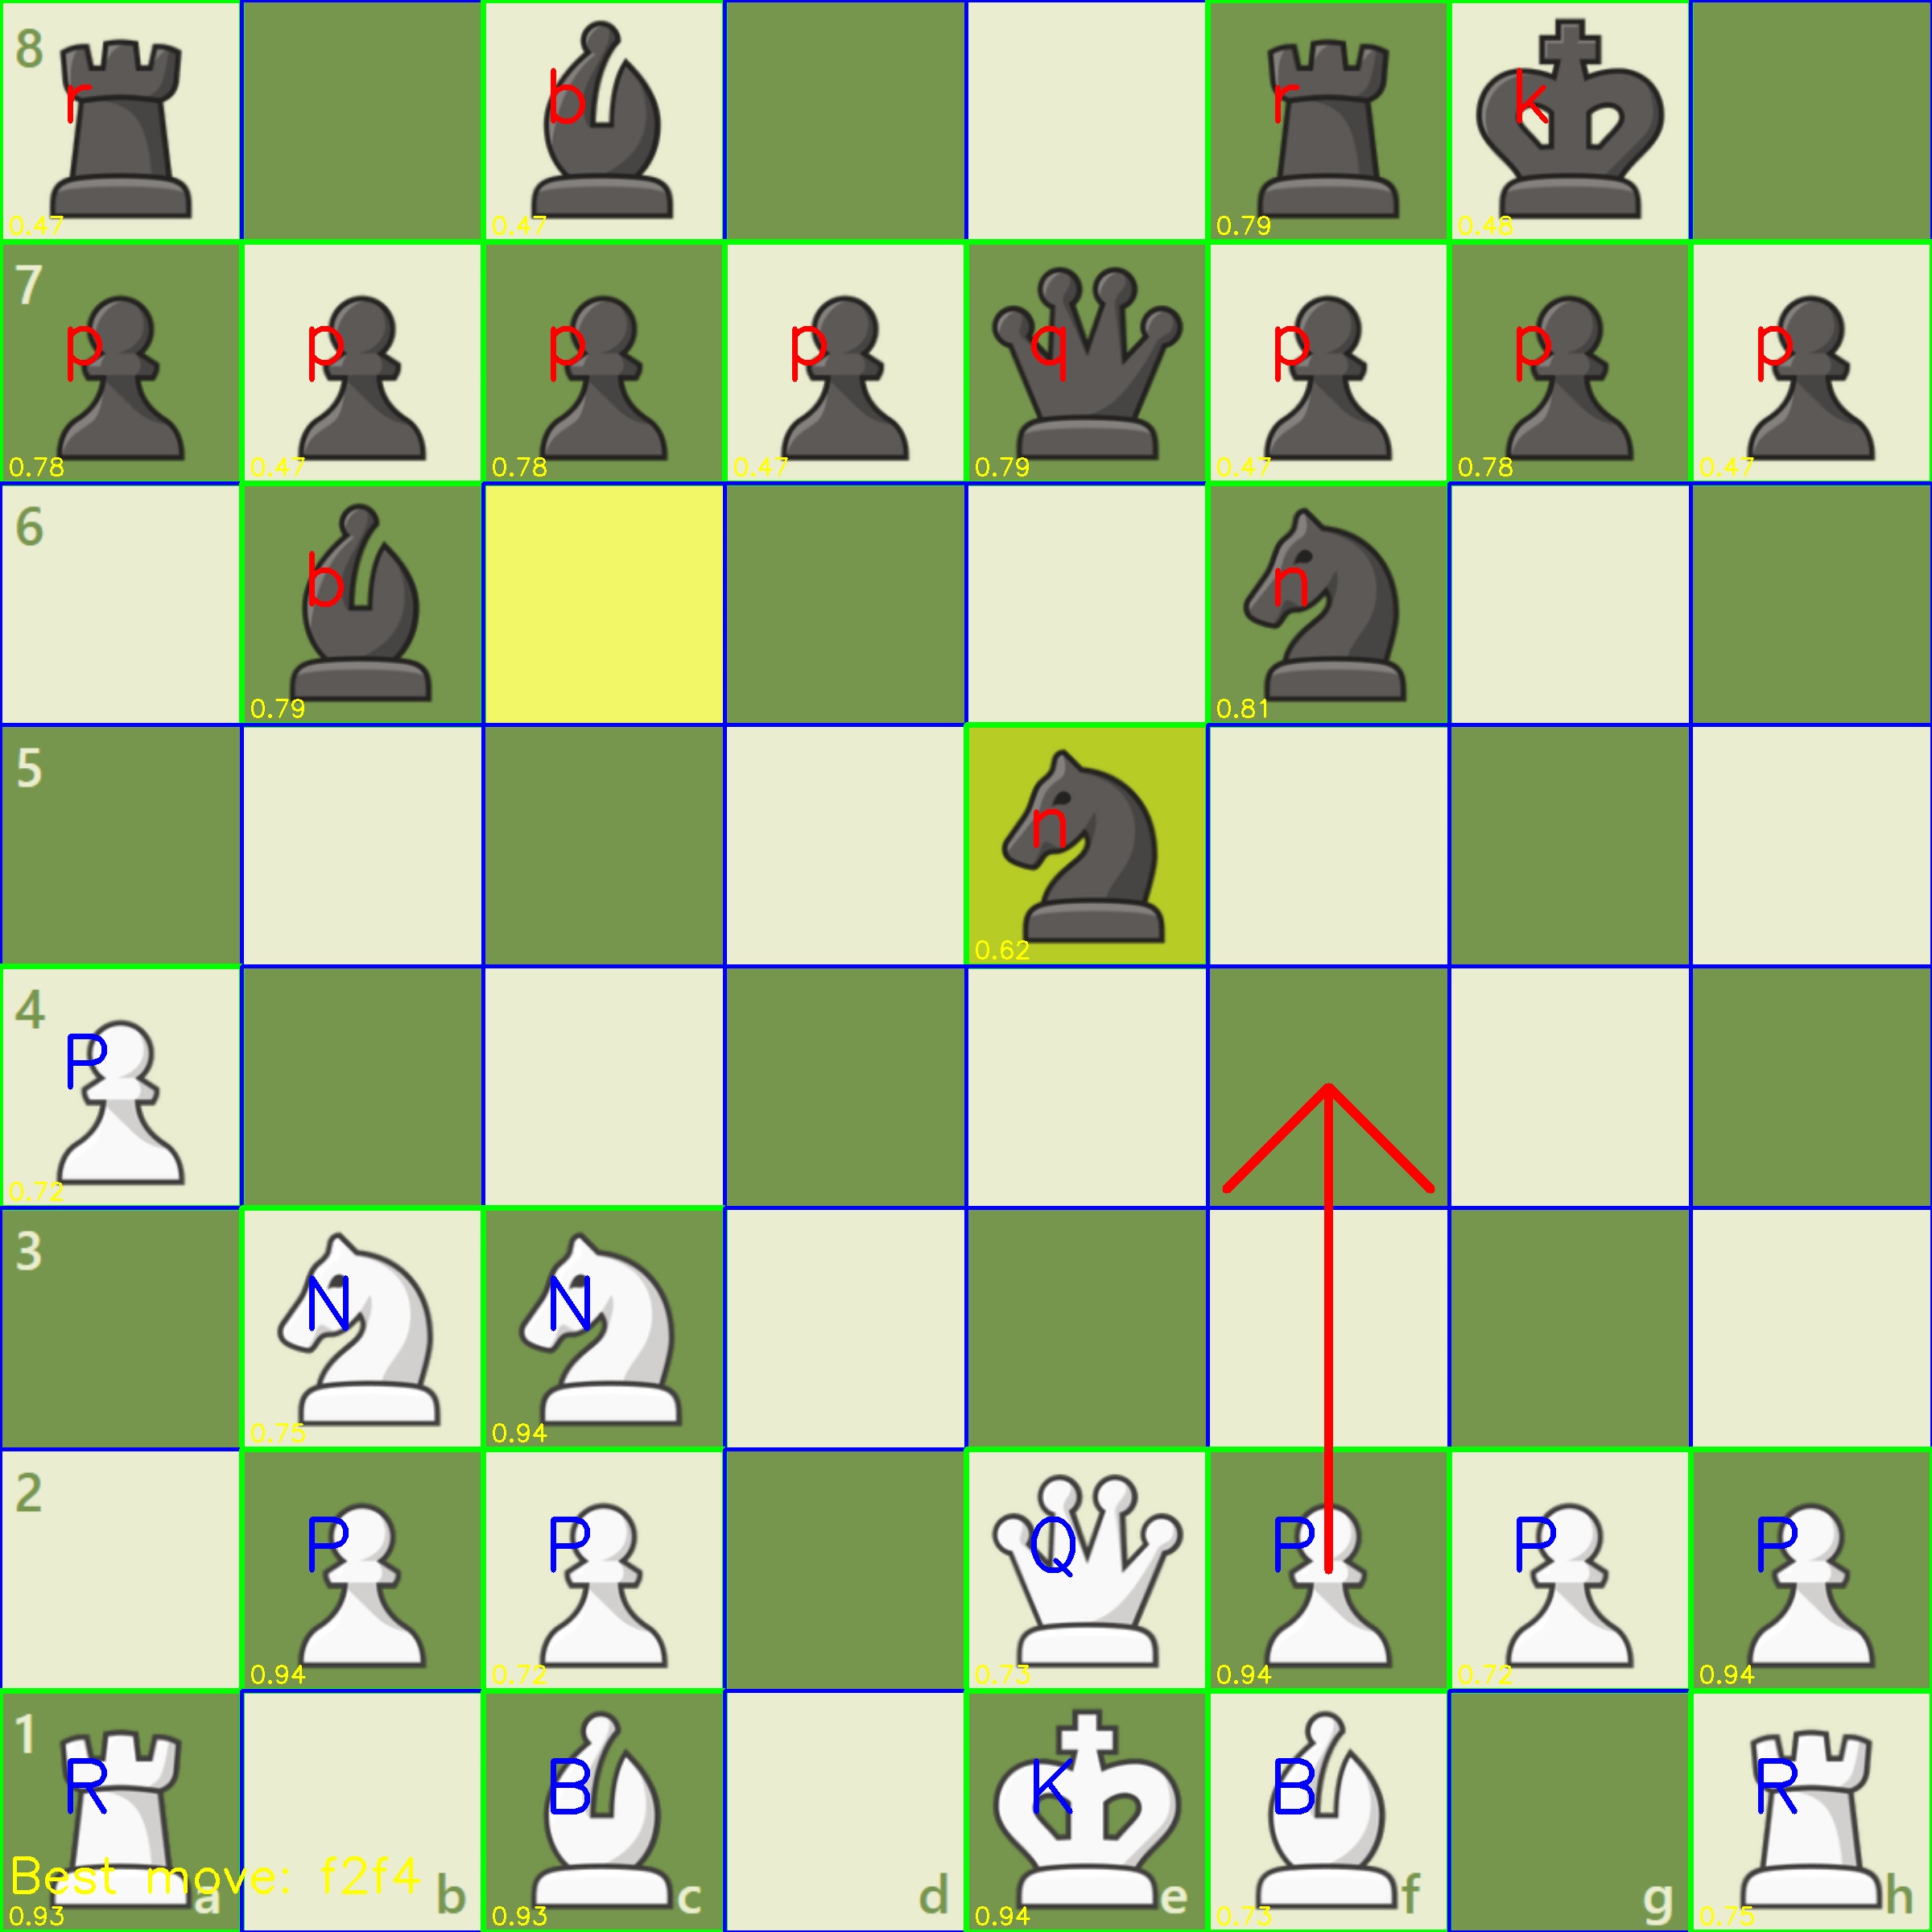 8 r b r k
0.47 0.47 0.79 0.48
7 p p p p q p p p
0.78 0.47 0.78 0.47 0.79 0.47 0.78 0.47
6 b n
0.79 0.81
5 n
0.62
4 P
0.72
3 N N
0.75 0.94
2 P P Q P P P
0.94 0.72 0.73 0.94 0.72 0.94
1 R B K B R
Best move: f2f4
a b c d e f g h
0.93 0.93 0.94 0.73 0.75